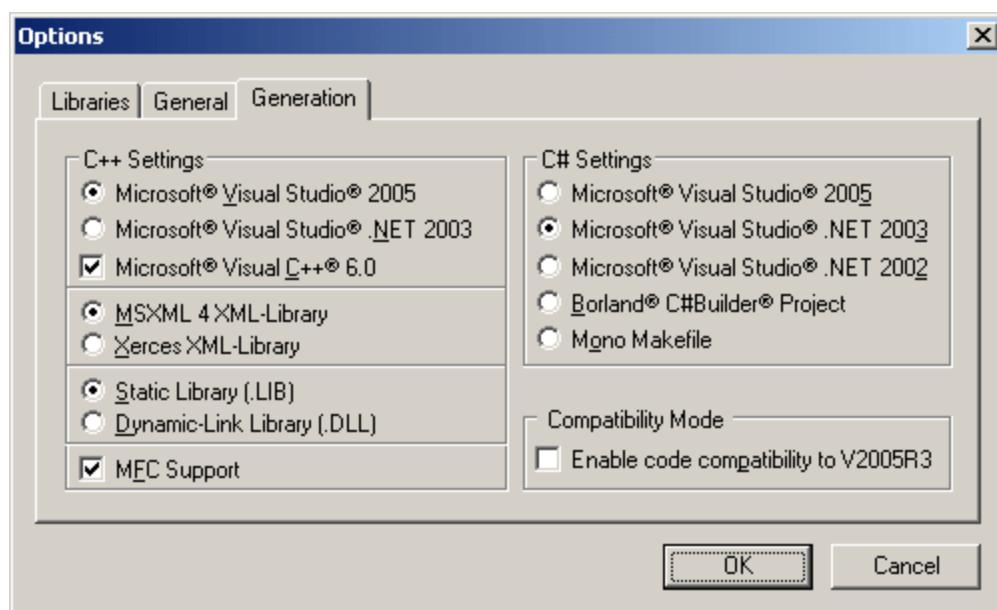 Options
Libraries General Generation
C++ Settings
Microsoft® Visual Studio® 2005
Microsoft® Visual Studio® .NET 2003
Microsoft® Visual C++® 6.0
MSXML 4 XML-Library
Xerces XML-Library
Static Library (.LIB)
Dynamic-Link Library (.DLL)
MFC Support
C# Settings
Microsoft® Visual Studio® 2005
Microsoft® Visual Studio® .NET 2003
Microsoft® Visual Studio® .NET 2002
Borland® C#Builder® Project
Mono Makefile
Compatibility Mode
Enable code compatibility to V2005R3
OK Cancel